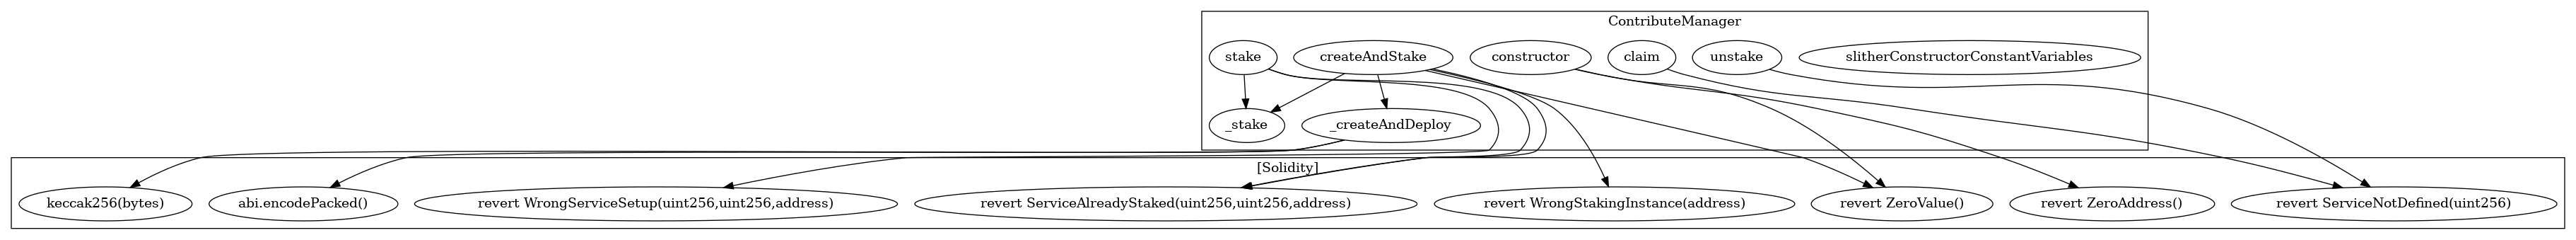 ContributeManager
stake
createAndStake
constructor
claim
unstake
slitherConstructorConstantVariables
_stake
_createAndDeploy
[Solidity]
keccak256(bytes)
abi.encodePacked()
revert WrongServiceSetup(uint256,uint256,address)
revert ServiceAlreadyStaked(uint256,uint256,address)
revert WrongStakingInstance(address)
revert ZeroValue()
revert ZeroAddress()
revert ServiceNotDefined(uint256)